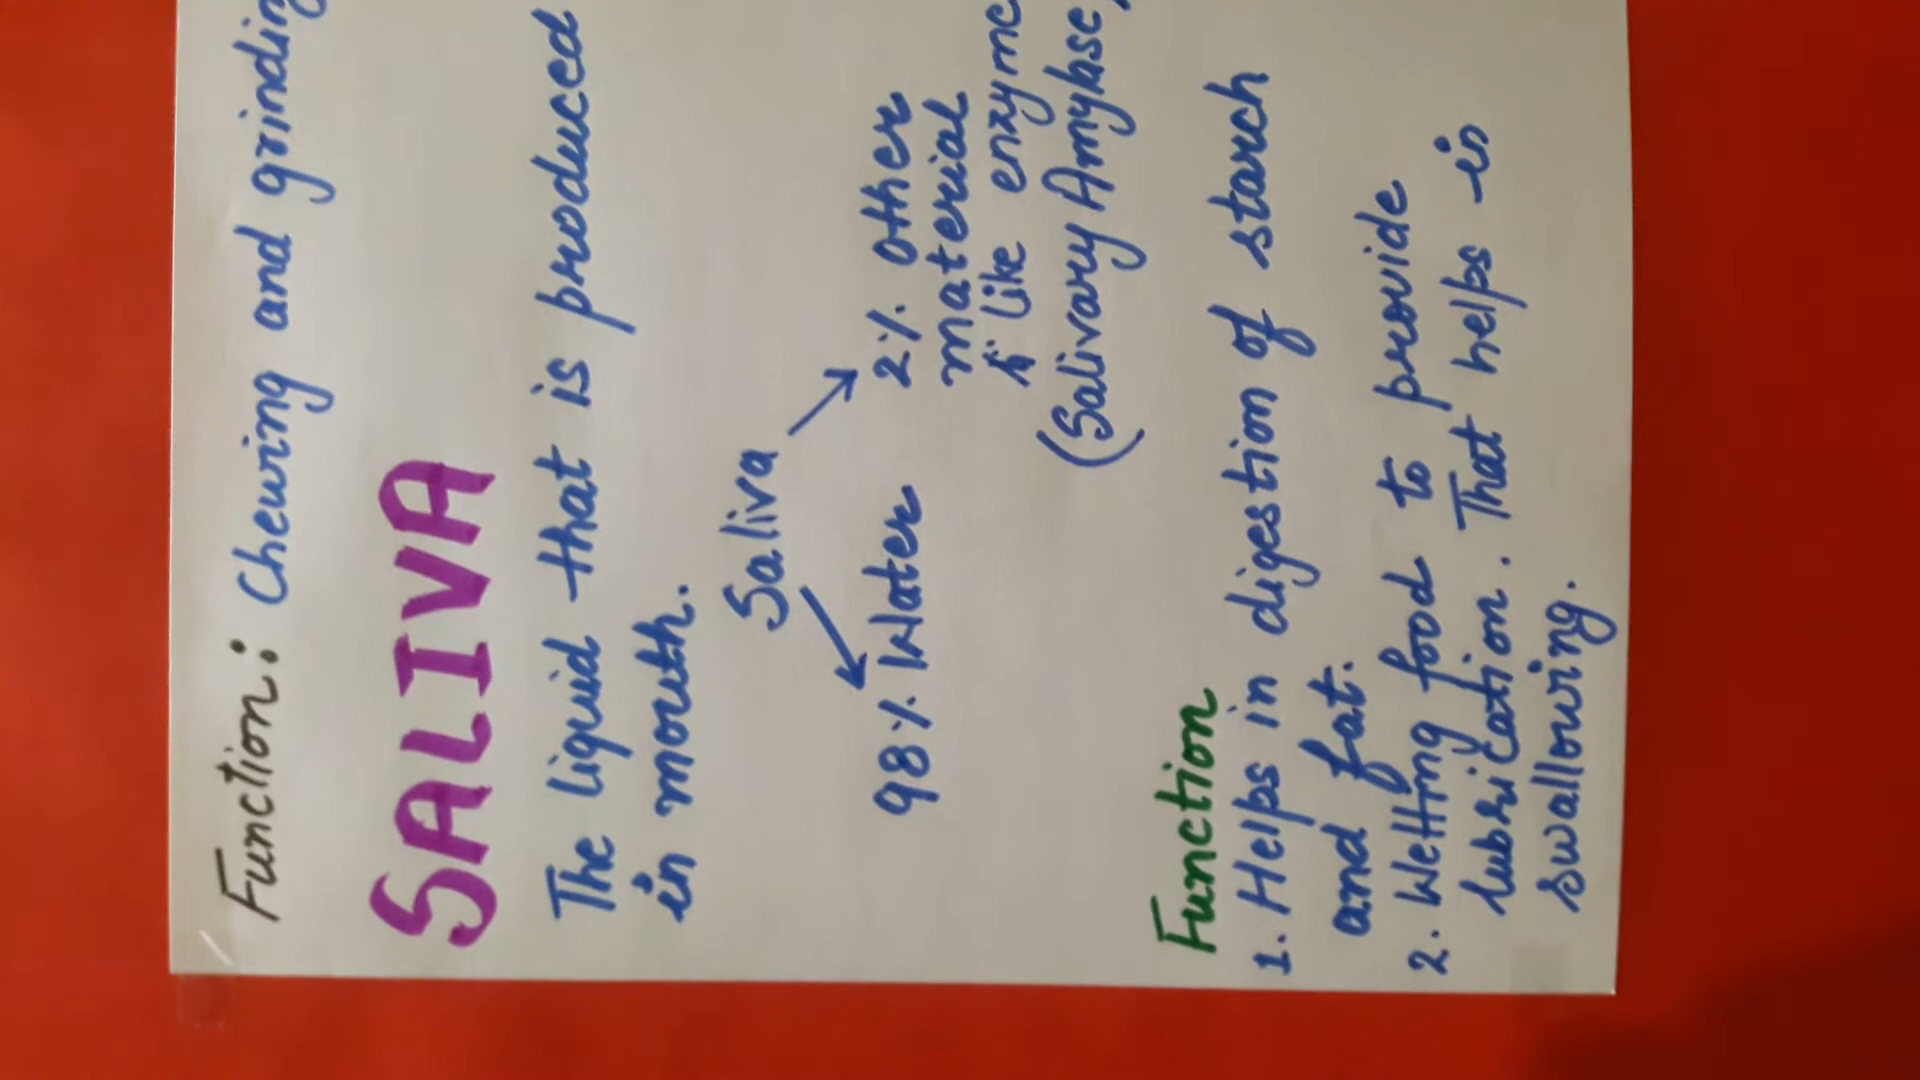 Function: Chewing and grinding
SALIVA
The liquid that is produced
in mouth.
Saliva
98% Water
2% other
material
like enzyme
(Salivary Amylase)
Function
1. Helps in digestion of starch
and fat.
2. Wetting food to provide
lubrication. That helps in
swallowing.